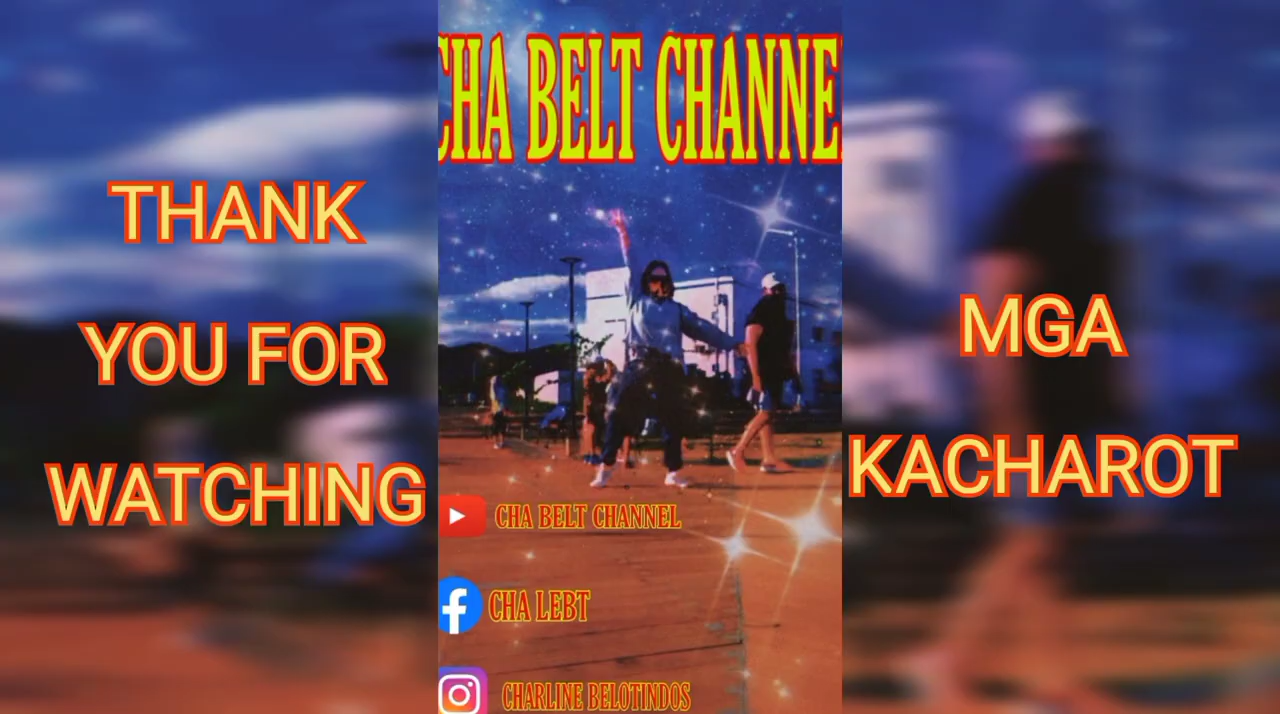 THANK
YOU FOR
WATCHING
CHA BELT CHANNEL
CHA BELT CHANNEL
CHA LEBT
CHARLINE BELOTINDOS
MGA
KACHAROT